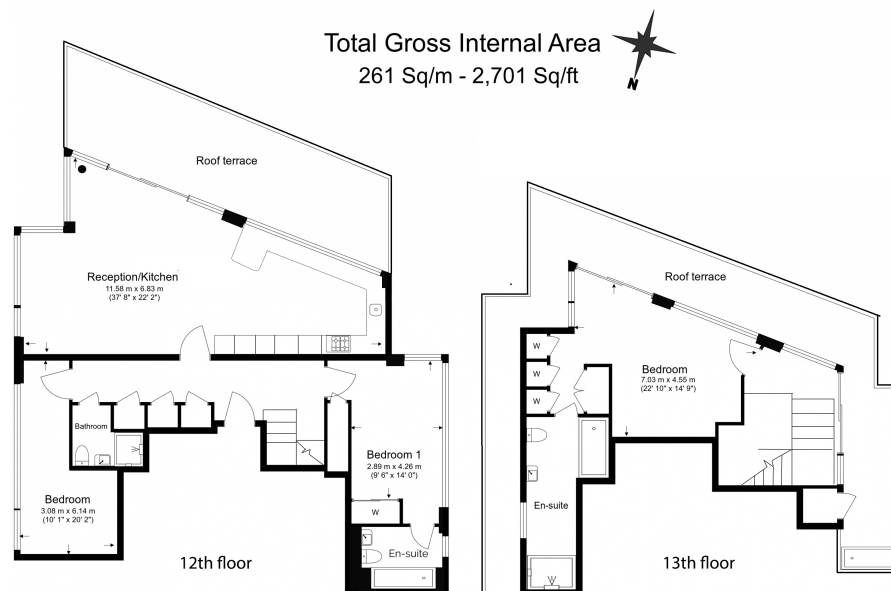 Total Gross Internal Area
261 Sq/m - 2,701 Sq/ft
N
Roof terrace
Reception/Kitchen
11.58 m x 6.83 m
(37' 8" x 22' 2")
Bathroom
Bedroom 1
2.89 m x 4.26 m
(9' 6" x 14' 0")
W
Bedroom
3.08 m x 6.14 m
(10' 1" x 20' 2")
En-suite
12th floor
Roof terrace
W
W
W
Bedroom
7.03 m x 4.55 m
(22' 10" x 14' 9")
En-suite
13th floor